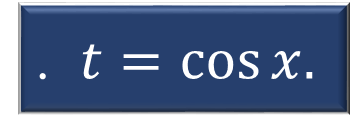 . t = cos x.